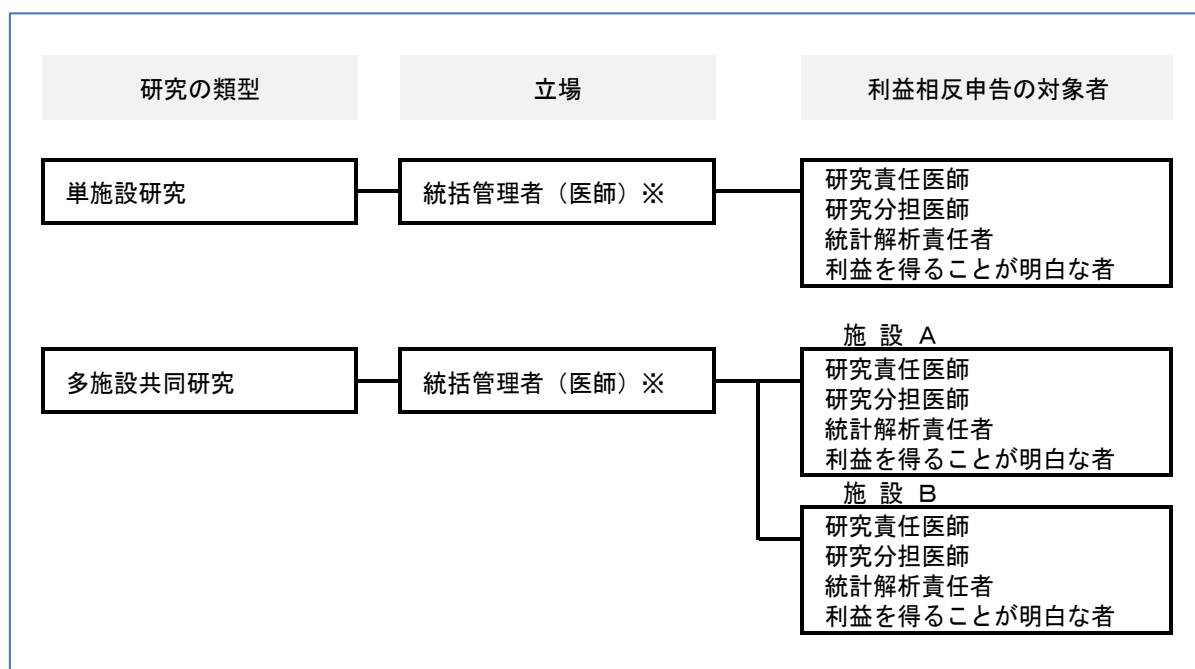 研究の類型
立場
利益相反申告の対象者
単施設研究
統括管理者（医師）※
研究責任医師
研究分担医師
統計解析責任者
利益を得ることが明白な者
多施設共同研究
統括管理者（医師）※
施 設 Ａ
研究責任医師
研究分担医師
統計解析責任者
利益を得ることが明白な者
施 設 Ｂ
研究責任医師
研究分担医師
統計解析責任者
利益を得ることが明白な者